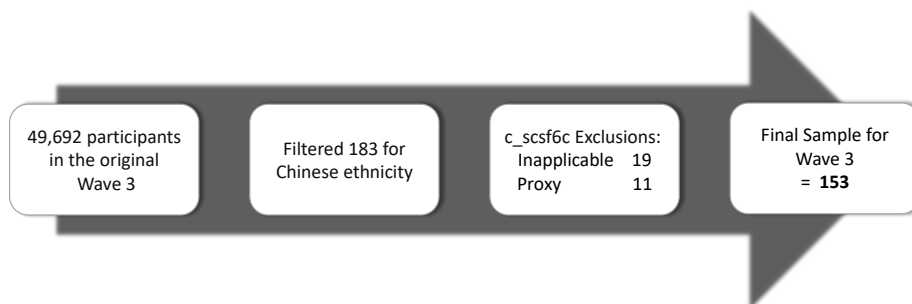 49,692 participants
in the original
Wave 3
Filtered 183 for
Chinese ethnicity
c_scsf6c Exclusions:
Inapplicable 19
Proxy 11
Final Sample for
Wave 3
= 153